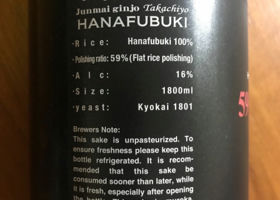 Junmai ginjo Takachiyo
HANAFUBUKI
・Rice: Hanafubuki 100%
・Polishing ratio: 59% (Flat rice polishing)
・Alc: 16%
・Size: 1800ml
・yeast: Kyokai 1801
Brewers Note:
This sake is unpasteurized. To
ensure freshness please keep this
bottle refrigerated. It is recom-
mended that this sake be
consumed sooner than later, while
it is fresh, especially after opening
the bottle.